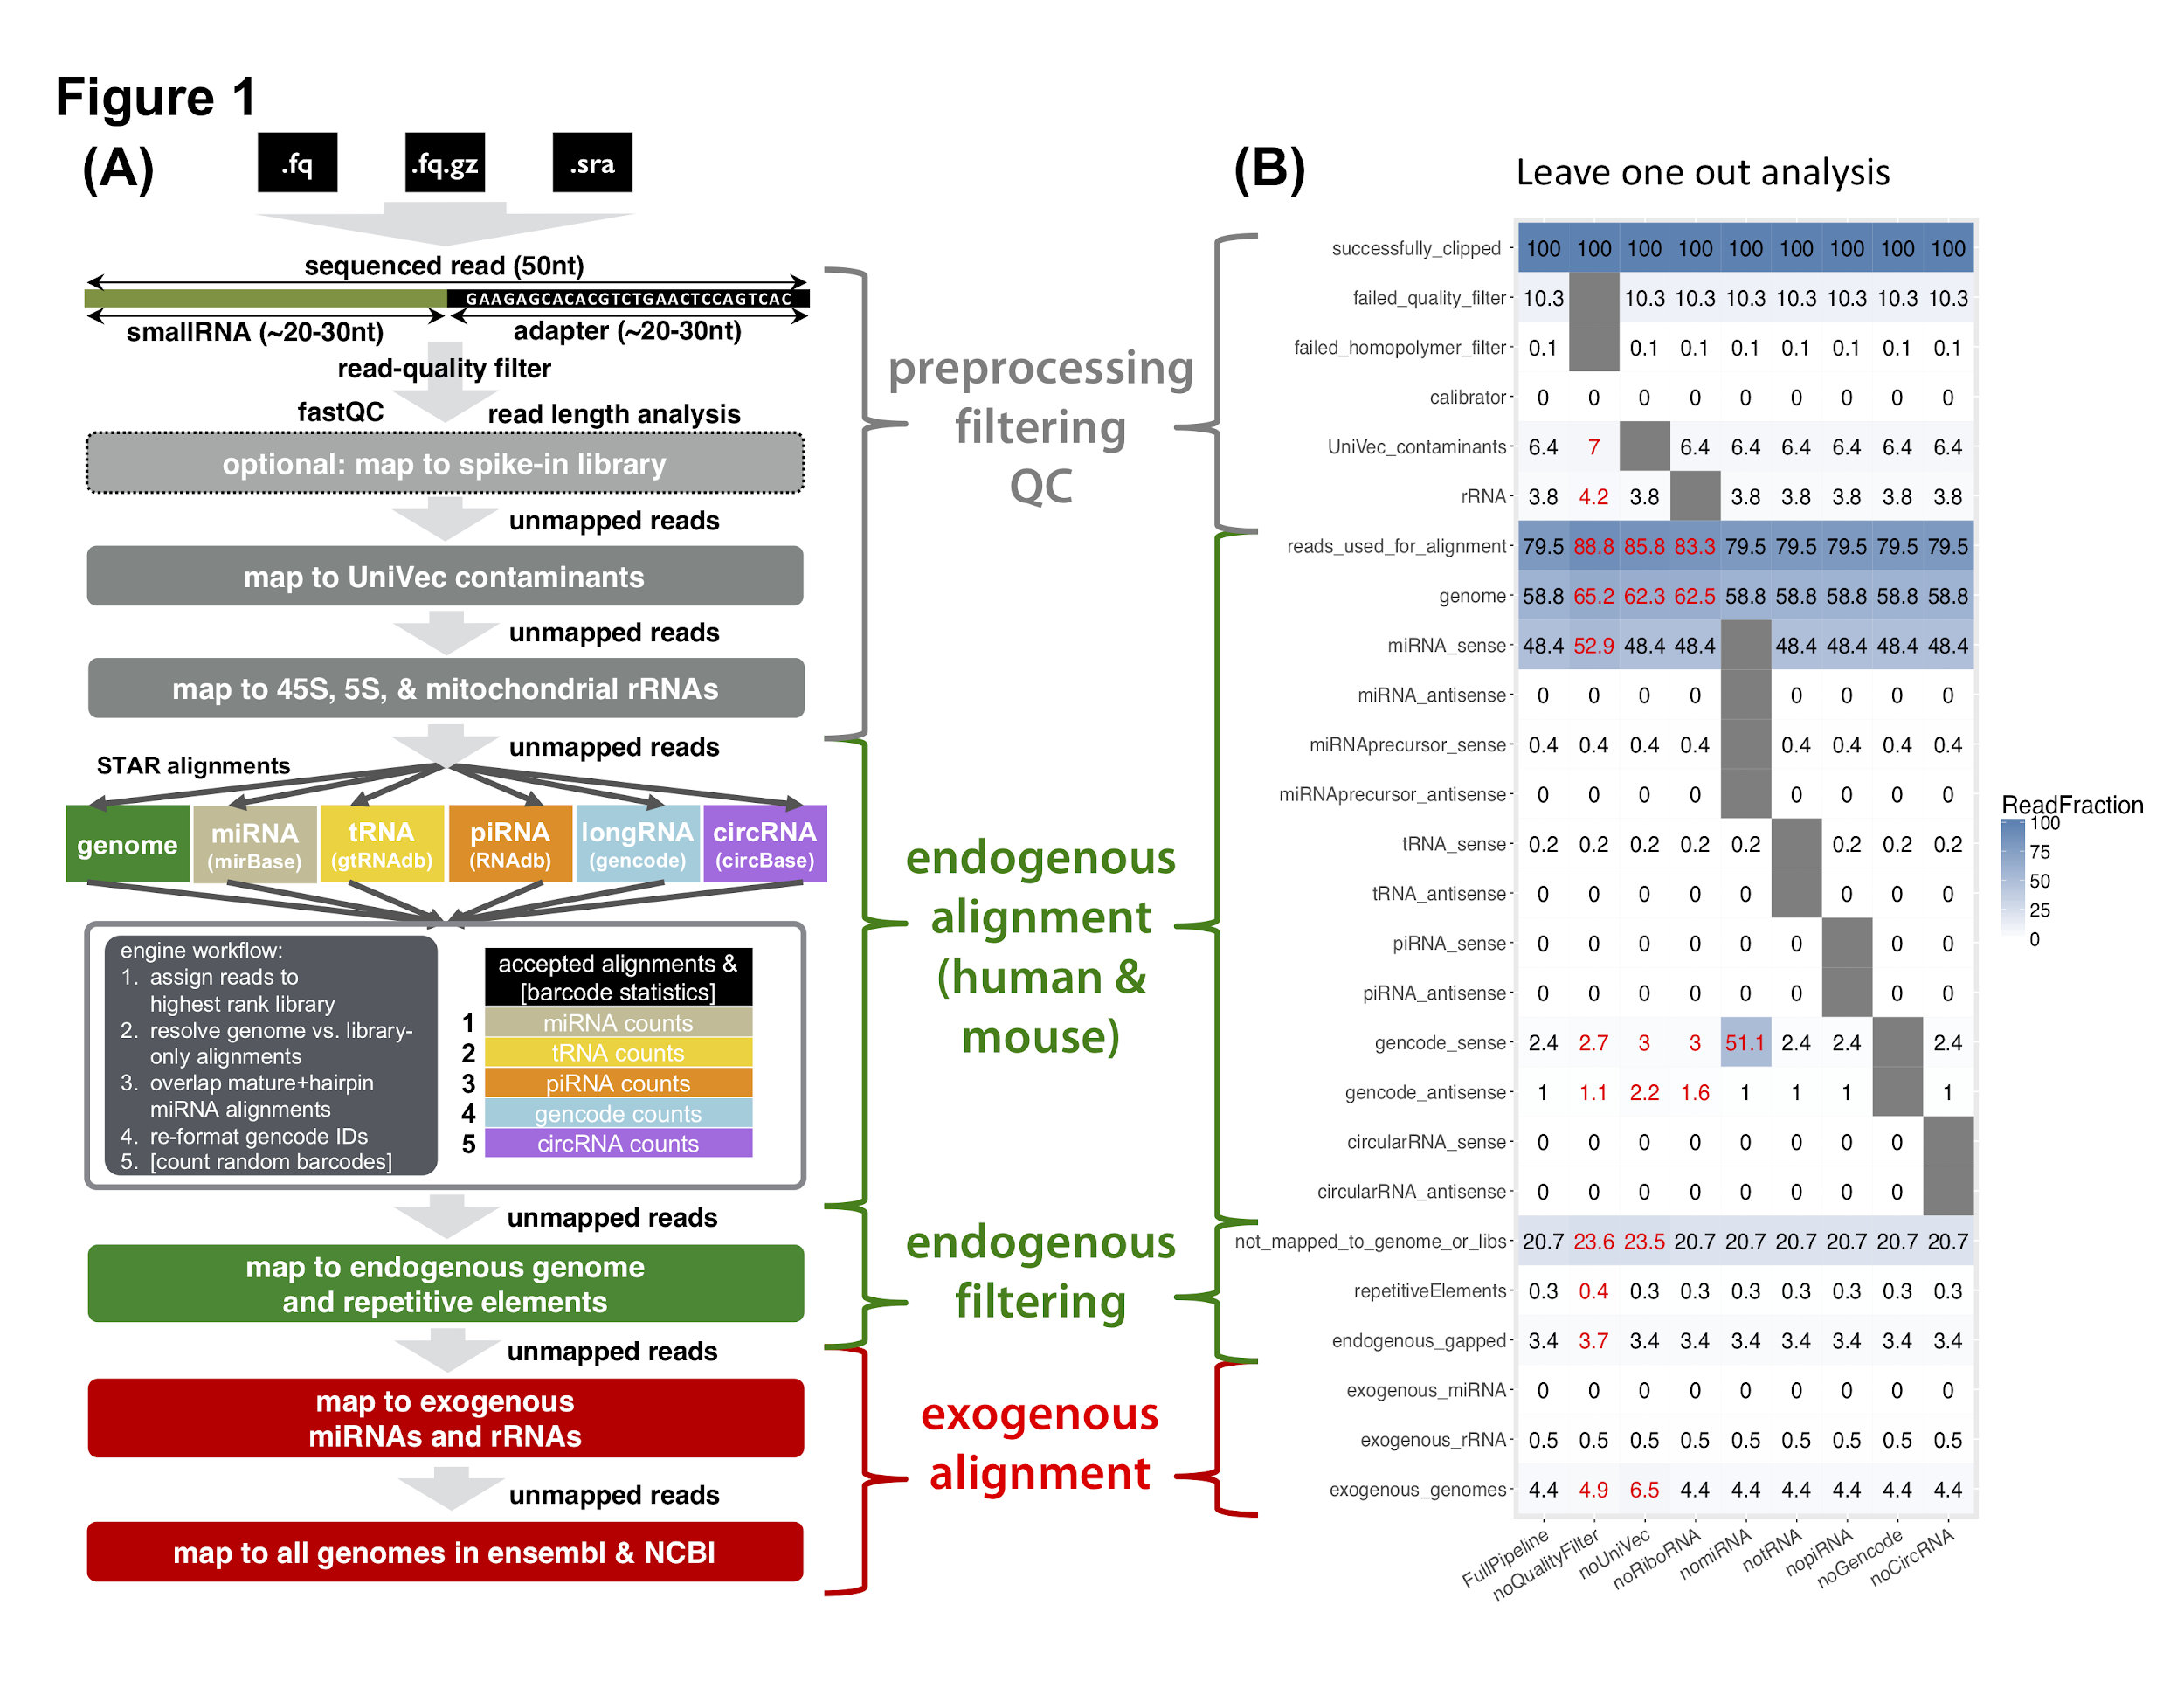 Figure 1
(A)
.fq
.fq.gz
.sra
sequenced read (50nt)
GAAGAGCACACGTCTGAACTCCAGTCAC
smallRNA (~20-30nt)
adapter (~20-30nt)
read-quality filter
fastQC
read length analysis
optional: map to spike-in library
unmapped reads
map to UniVec contaminants
unmapped reads
map to 45S, 5S, & mitochondrial rRNAs
unmapped reads
STAR alignments
genome
miRNA
(mirBase)
tRNA
(gtRNAdb)
piRNA
(RNAdb)
longRNA
(gencode)
circRNA
(circBase)
engine workflow:
1. assign reads to
highest rank library
2. resolve genome vs. library-
only alignments
3. overlap mature+hairpin
miRNA alignments
4. re-format gencode IDs
5. [count random barcodes]
accepted alignments &
[barcode statistics]
1 miRNA counts
2 tRNA counts
3 piRNA counts
4 gencode counts
5 circRNA counts
unmapped reads
map to endogenous genome
and repetitive elements
unmapped reads
map to exogenous
miRNAs and rRNAs
unmapped reads
map to all genomes in ensembl & NCBI
preprocessing
filtering
QC
endogenous
alignment
(human &
mouse)
endogenous
filtering
exogenous
alignment
(B)
Leave one out analysis
successfully_clipped 100 100 100 100 100 100 100 100 100
failed_quality_filter 10.3 10.3 10.3 10.3 10.3 10.3 10.3 10.3
failed_homopolymer_filter 0.1 0.1 0.1 0.1 0.1 0.1 0.1 0.1
calibrator 0 0 0 0 0 0 0 0 0
UniVec_contaminants 6.4 7 6.4 6.4 6.4 6.4 6.4 6.4
rRNA 3.8 4.2 3.8 3.8 3.8 3.8 3.8 3.8
reads_used_for_alignment 79.5 88.8 85.8 83.3 79.5 79.5 79.5 79.5 79.5
genome 58.8 65.2 62.3 62.5 58.8 58.8 58.8 58.8 58.8
miRNA_sense 48.4 52.9 48.4 48.4 48.4 48.4 48.4 48.4
miRNA_antisense 0 0 0 0 0 0 0 0
miRNAprecursor_sense 0.4 0.4 0.4 0.4 0.4 0.4 0.4 0.4
miRNAprecursor_antisense 0 0 0 0 0 0 0 0
tRNA_sense 0.2 0.2 0.2 0.2 0.2 0.2 0.2 0.2
tRNA_antisense 0 0 0 0 0 0 0 0
piRNA_sense 0 0 0 0 0 0 0 0
piRNA_antisense 0 0 0 0 0 0 0 0
gencode_sense 2.4 2.7 3 3 51.1 2.4 2.4 2.4
gencode_antisense 1 1.1 2.2 1.6 1 1 1 1
circularRNA_sense 0 0 0 0 0 0 0 0
circularRNA_antisense 0 0 0 0 0 0 0 0
not_mapped_to_genome_or_libs 20.7 23.6 23.5 20.7 20.7 20.7 20.7 20.7 20.7
repetitiveElements 0.3 0.4 0.3 0.3 0.3 0.3 0.3 0.3 0.3
endogenous_gapped 3.4 3.7 3.4 3.4 3.4 3.4 3.4 3.4 3.4
exogenous_miRNA 0 0 0 0 0 0 0 0 0
exogenous_rRNA 0.5 0.5 0.5 0.5 0.5 0.5 0.5 0.5 0.5
exogenous_genomes 4.4 4.9 6.5 4.4 4.4 4.4 4.4 4.4 4.4
FullPipeline
noQualityFilter
noUniVec
noRiboRNA
nomiRNA
notRNA
nopiRNA
noGencode
noCircRNA
ReadFraction
100
75
50
25
0